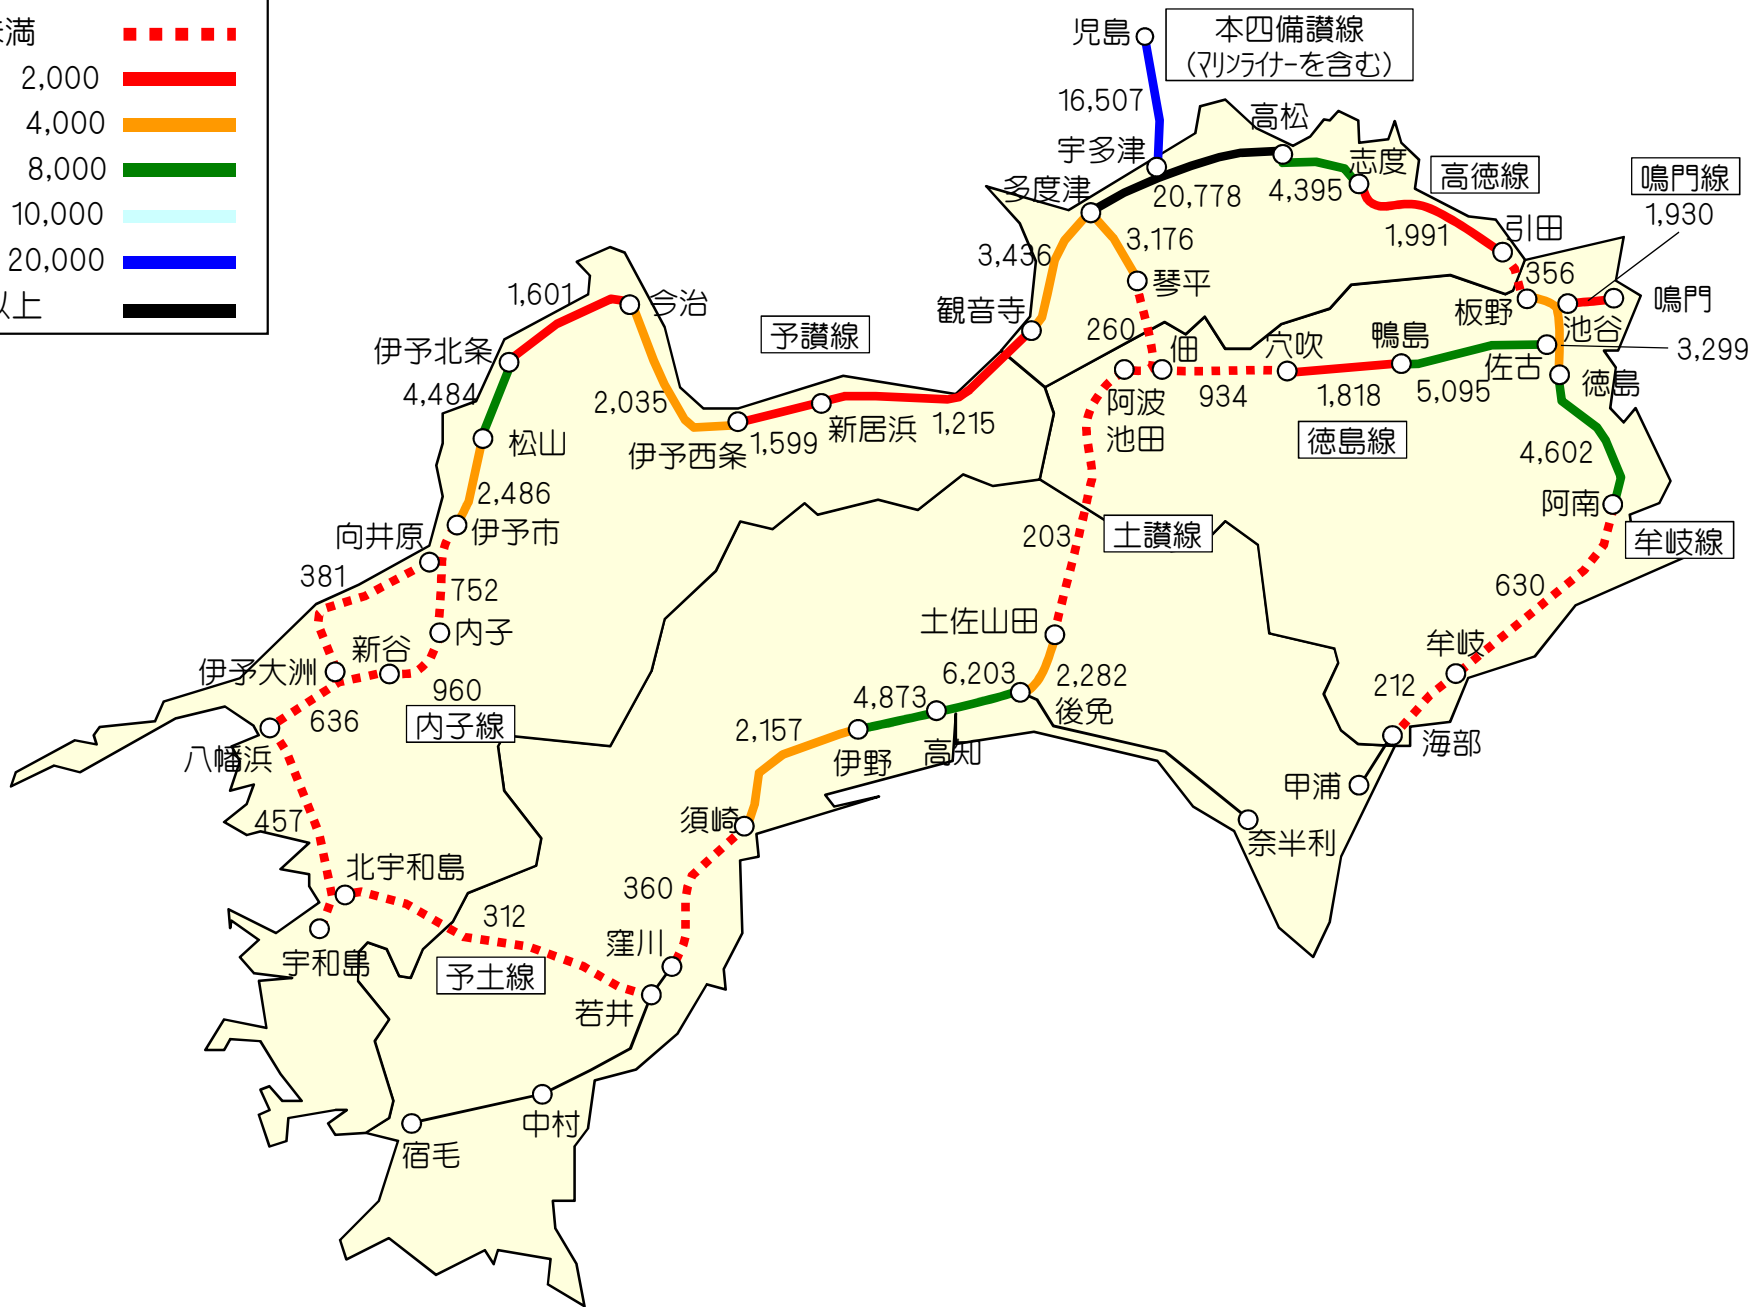 未満
2,000
4,000
8,000
10,000
20,000
以上
児島
本四備讃線
(マリンライナーを含む)
16,507
高松
宇多津
志度
高徳線
鳴門線
多度津
20,778
4,395
1,930
引田
1,991
3,176
3,436
356
琴平
1,601
今治
板野
池谷
鳴門
観音寺
予讃線
260
佃
穴吹
鴨島
佐古
3,299
伊予北条
4,484
2,035
阿波
池田
934
1,818
5,095
徳島
新居浜
1,215
1,599
伊予西条
徳島線
松山
4,602
2,486
阿南
伊予市
向井原
203
土讃線
牟岐線
381
752
630
土佐山田
内子
新谷
牟岐
伊予大洲
6,203
2,282
960
4,873
212
636
内子線
2,157
後免
八幡浜
伊野
高知
海部
甲浦
457
須崎
奈半利
北宇和島
360
312
窪川
宇和島
予土線
若井
中村
宿毛